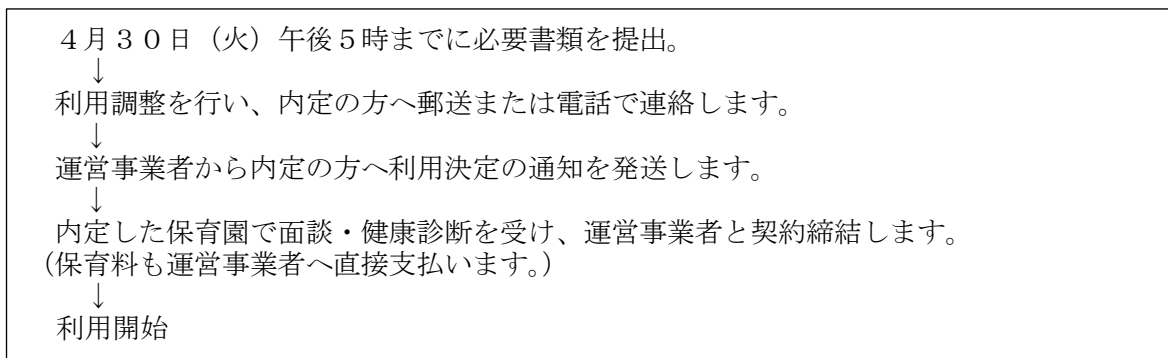 ４月３０日（火）午後５時までに必要書類を提出。
↓
利用調整を行い、内定の方へ郵送または電話で連絡します。
↓
運営事業者から内定の方へ利用決定の通知を発送します。
↓
内定した保育園で面談・健康診断を受け、運営事業者と契約締結します。
（保育料も運営事業者へ直接支払います。）
↓
利用開始